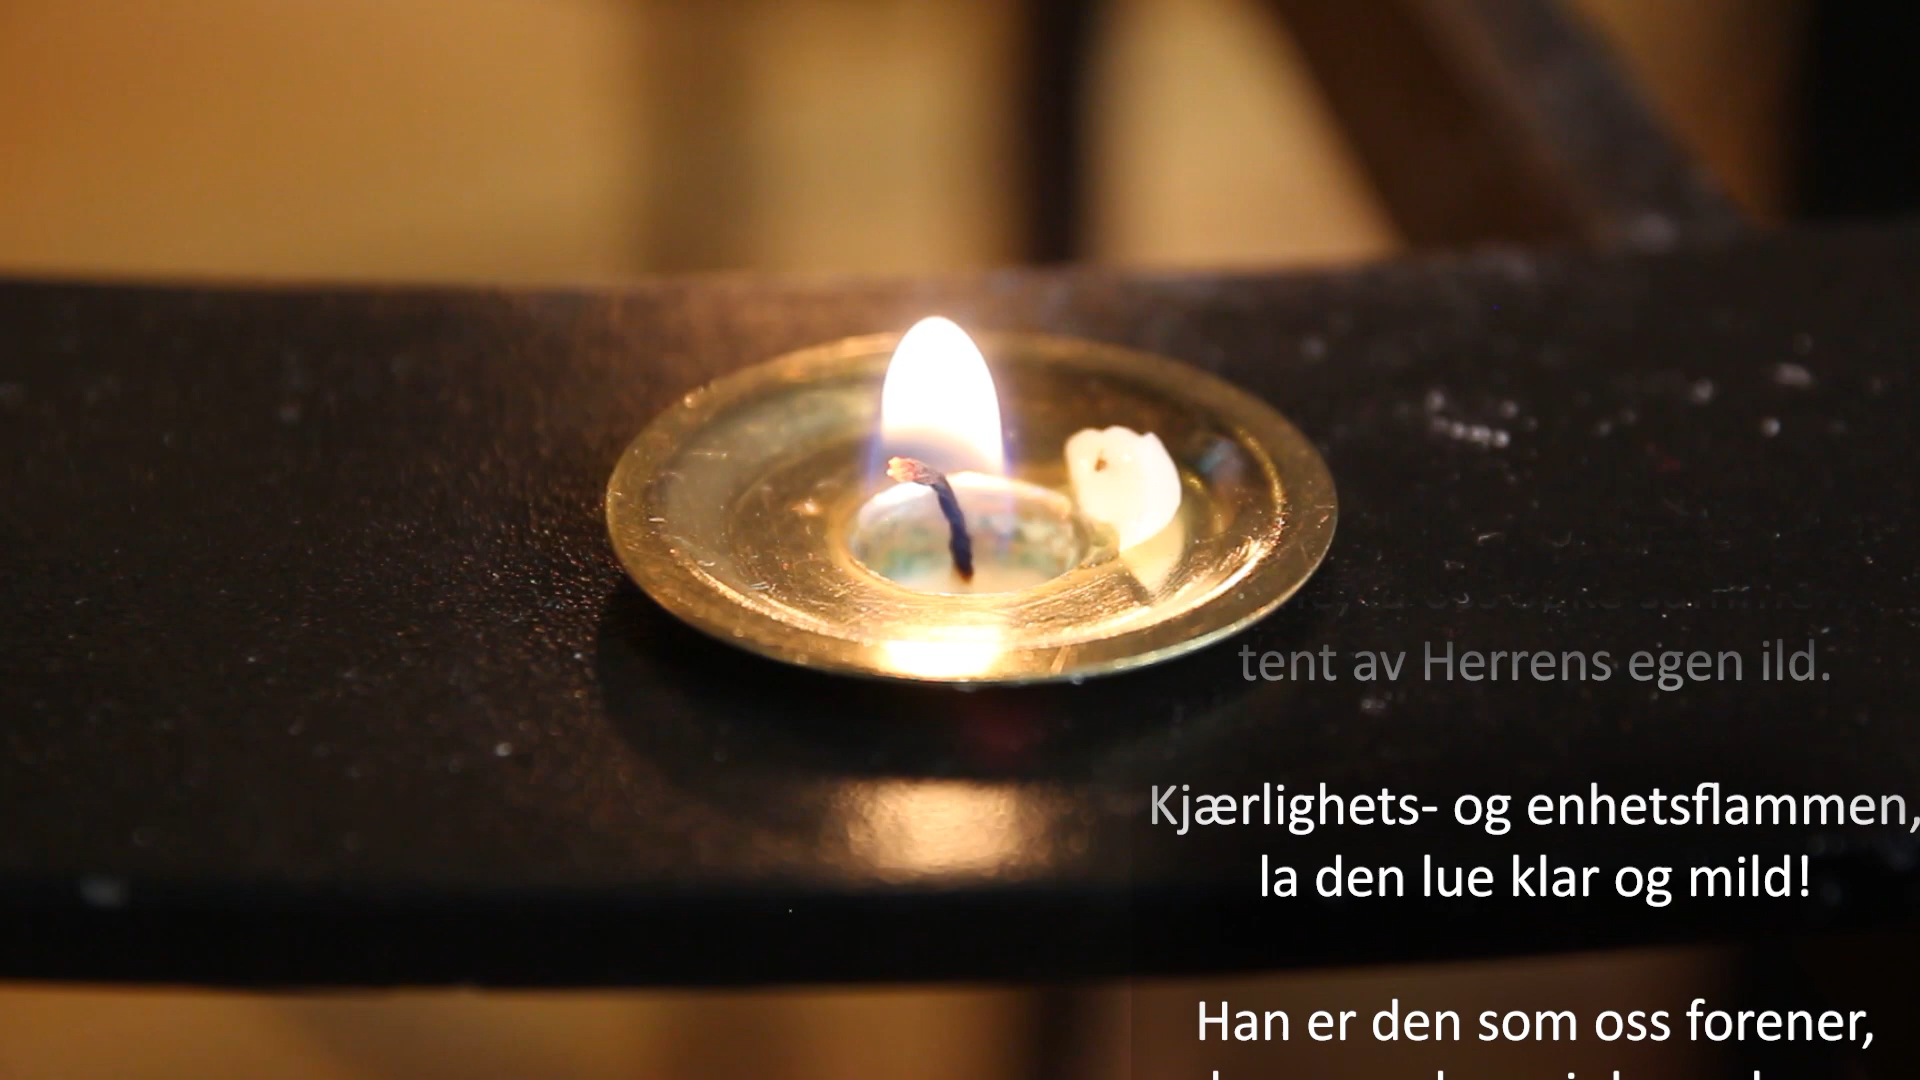 tent av Herrens egen ild.
Kjærlighets- og enhetsflammen,
la den lue klar og mild!
Han er den som oss forener,